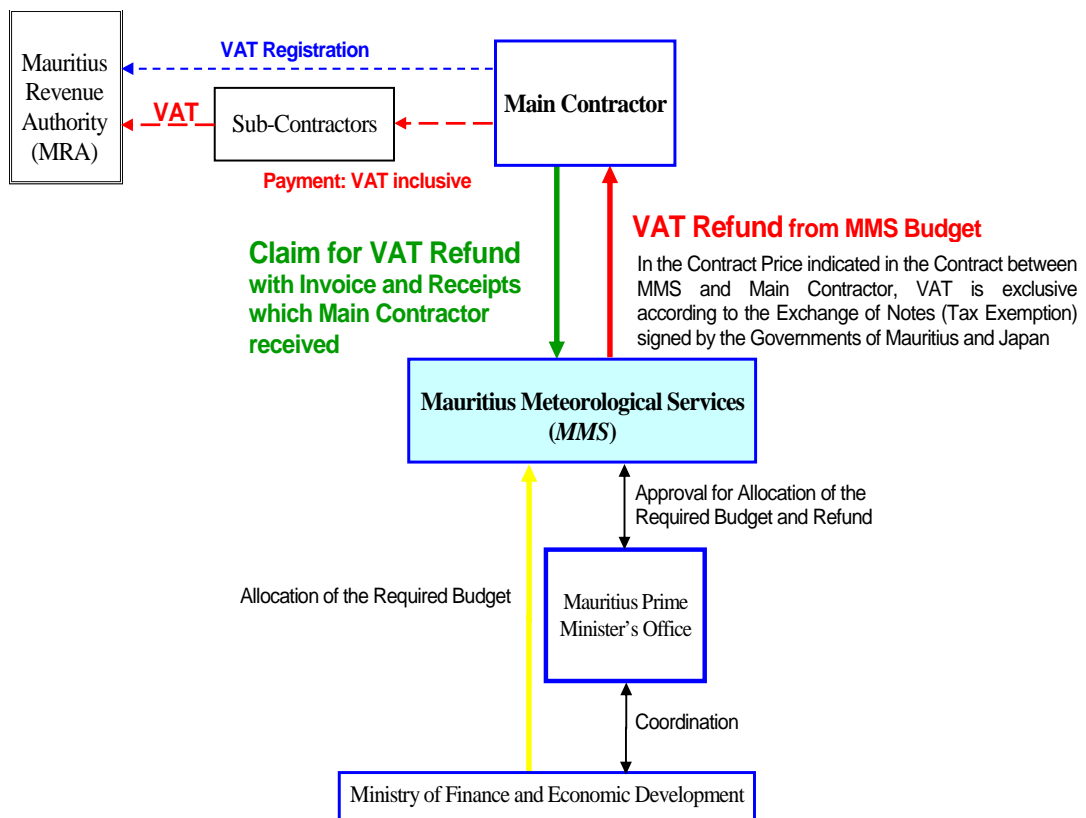 Mauritius
Revenue
Authority
(MRA)
VAT Registration
VAT
Sub-Contractors
Main Contractor
Payment: VAT inclusive
Claim for VAT Refund
with Invoice and Receipts
which Main Contractor
received
VAT Refund from MMS Budget
In the Contract Price indicated in the Contract between
MMS and Main Contractor, VAT is exclusive
according to the Exchange of Notes (Tax Exemption)
signed by the Governments of Mauritius and Japan
Mauritius Meteorological Services
(MMS)
Approval for Allocation of the
Required Budget and Refund
Allocation of the Required Budget
Mauritius Prime
Minister's Office
Coordination
Ministry of Finance and Economic Development